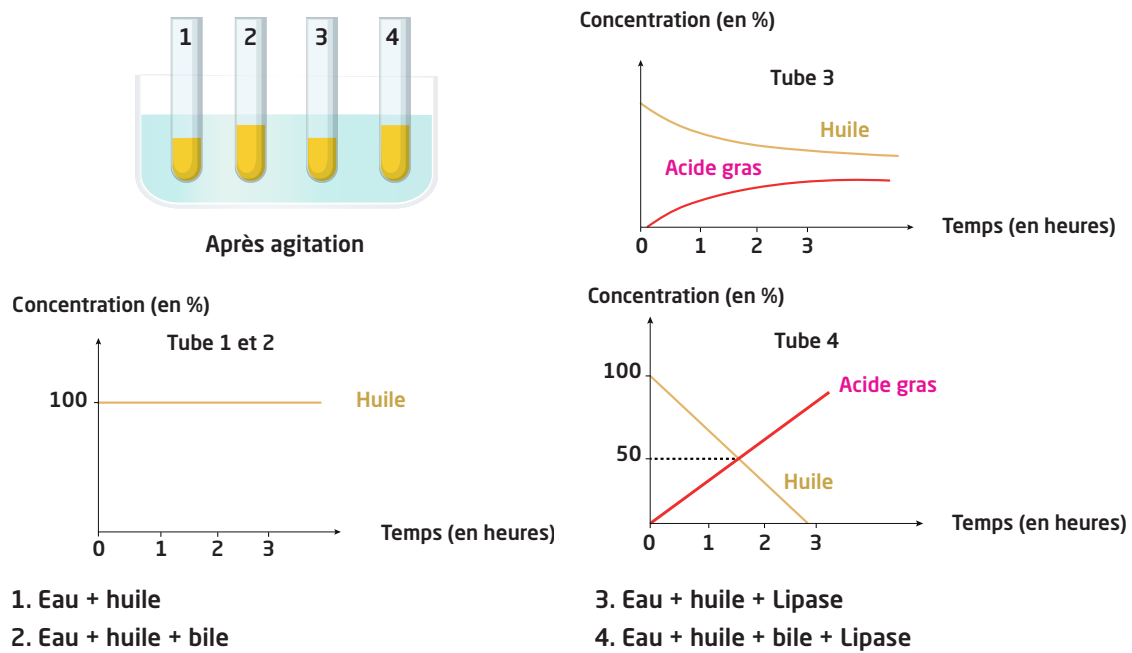 1 2 3 4
Après agitation
Concentration (en %)
Tube 3
Huile
Acide gras
Temps (en heures)
0 1 2 3
Concentration (en %)
Tube 1 et 2
100
Huile
Temps (en heures)
0 1 2 3
Concentration (en %)
Tube 4
100
Acide gras
50
Huile
Temps (en heures)
0 1 2 3
1. Eau + huile
2. Eau + huile + bile
3. Eau + huile + Lipase
4. Eau + huile + bile + Lipase